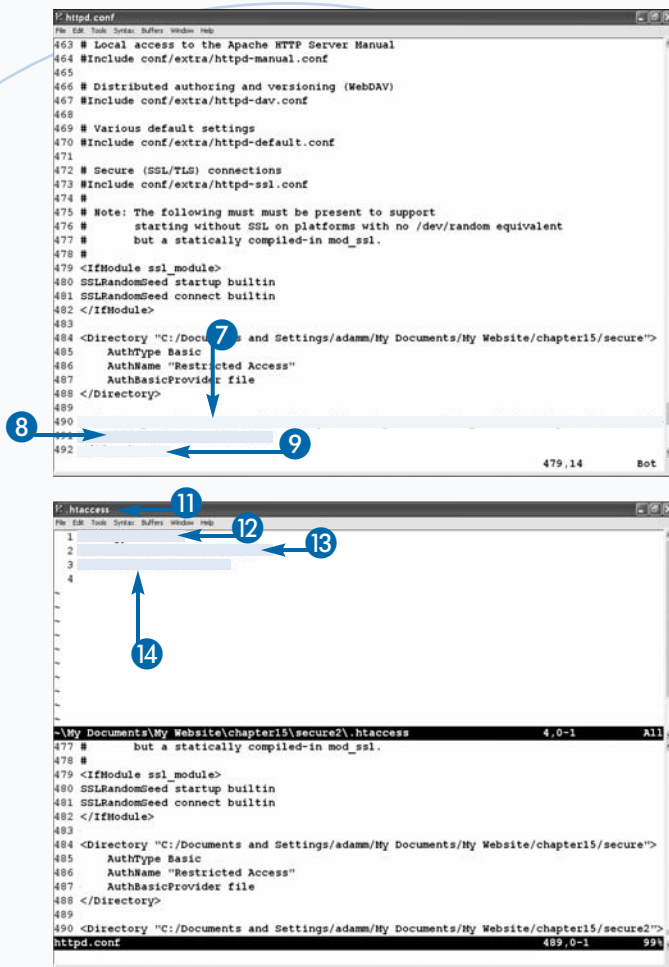 httpd.conf
File Edit Tools Syntax Buffers Window Help
463 # Local access to the Apache HTTP Server Manual
464 #Include conf/extra/httpd-manual.conf
465
466 # Distributed authoring and versioning (WebDAV)
467 #Include conf/extra/httpd-dav.conf
468
469 # Various default settings
470 #Include conf/extra/httpd-default.conf
471
472 # Secure (SSL/TLS) connections
473 #Include conf/extra/httpd-ssl.conf
474 #
475 # Note: The following must must be present to support
476 #       starting without SSL on platforms with no /dev/random equivalent
477 #       but a statically compiled-in mod_ssl.
478 #
479 <IfModule ssl_module>
480 SSLRandomSeed startup builtin
481 SSLRandomSeed connect builtin
482 </IfModule>
483
484 <Directory "C:/Documents and Settings/adamm/My Documents/My Website/chapter15/secure">
7
485     AuthType Basic
486     AuthName "Restricted Access"
487     AuthBasicProvider file
488 </Directory>
489
490
8
491
9
492
479,14 Bot
.htaccess
11
File Edit Tools Syntax Buffers Window Help
12
1
13
2
3
4
14
~
~
~
~
~
~
~
~
~
~\My Documents\My Website\chapter15\secure2\.htaccess 4,0-1 All
477 #       but a statically compiled-in mod_ssl.
478 #
479 <IfModule ssl_module>
480 SSLRandomSeed startup builtin
481 SSLRandomSeed connect builtin
482 </IfModule>
483
484 <Directory "C:/Documents and Settings/adamm/My Documents/My Website/chapter15/secure">
485     AuthType Basic
486     AuthName "Restricted Access"
487     AuthBasicProvider file
488 </Directory>
489
490 <Directory "C:/Documents and Settings/adamm/My Documents/My Website/chapter15/secure2">
httpd.conf 489,0-1 99%